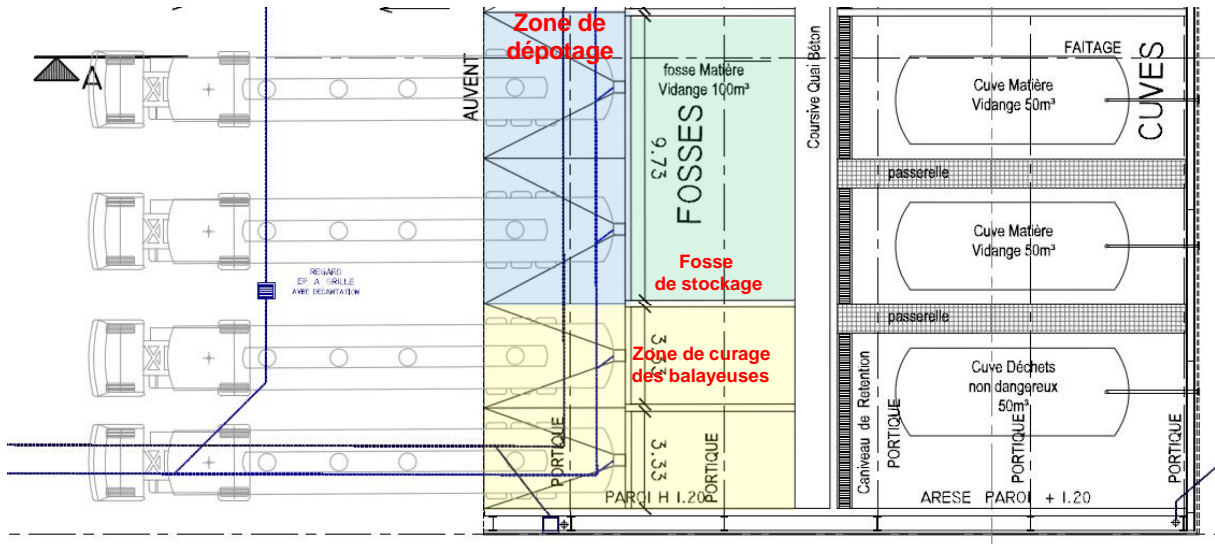 Zone de
dépotage
A
AUVENT
fosse Matière
Vidange 100m³
FOSSES
9.73
Coursive Quai Béton
FAITAGE
CUVES
Cuve Matière
Vidange 50m³
passerelle
Cuve Matière
Vidange 50m³
REGARD
EP A GRILLE
AVEC DECANTATION
Fosse
de stockage
passerelle
Zone de curage
des balayeuses
3.33
Cuve Déchets
non dangereux
50m³
Caniveau de Retention
PORTIQUE
PORTIQUE
PORTIQUE
PORTIQUE
PORTIQUE
3.33
PAROI H 1.20
ARESE PAROI + 1.20